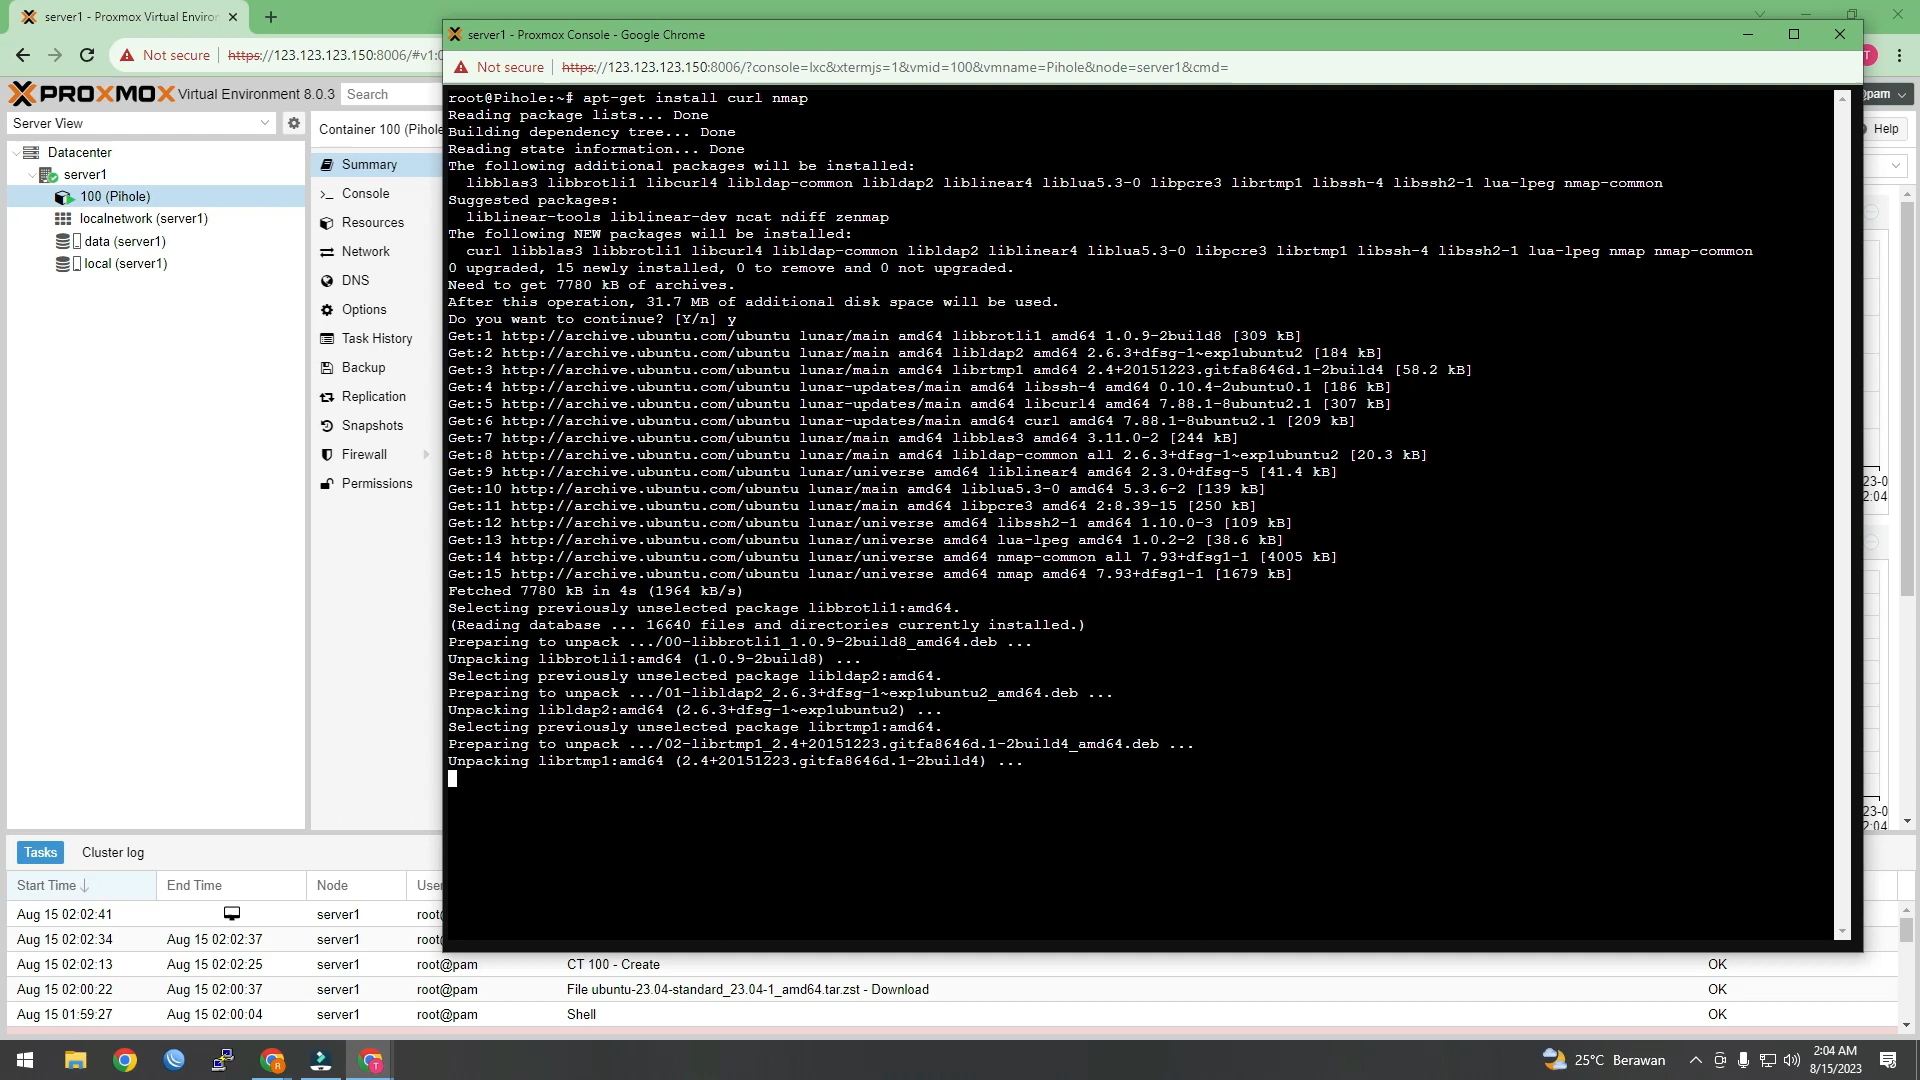 server1 - Proxmox Virtual Enviror
Not secure https://123.123.123.150:8006/#v1:0
PROXMOX Virtual Environment 8.0.3 Search
Server View
Datacenter
server1
100 (Pihole)
localnetwork (server1)
data (server1)
local (server1)
Container 100 (Pihole
Summary
Console
Resources
Network
DNS
Options
Task History
Backup
Replication
Snapshots
Firewall
Permissions
server1 - Proxmox Console - Google Chrome
Not secure https://123.123.123.150:8006/?console=lxc&xtermjs=1&vmid=100&vmname=Pihole&node=server1&cmd=
root@Pihole:~# apt-get install curl nmap
Reading package lists... Done
Building dependency tree... Done
Reading state information... Done
The following additional packages will be installed:
libblas3 libbrotli1 libcurl4 libldap-common libldap2 liblinear4 liblua5.3-0 libpcre3 librtmp1 libssh-4 libssh2-1 lua-lpeg nmap-common
Suggested packages:
liblinear-tools liblinear-dev ncat ndiff zenmap
The following NEW packages will be installed:
curl libblas3 libbrotli1 libcurl4 libldap-common libldap2 liblinear4 liblua5.3-0 libpcre3 librtmp1 libssh-4 libssh2-1 lua-lpeg nmap nmap-common
0 upgraded, 15 newly installed, 0 to remove and 0 not upgraded.
Need to get 7780 kB of archives.
After this operation, 31.7 MB of additional disk space will be used.
Do you want to continue? [Y/n] y
Get:1 http://archive.ubuntu.com/ubuntu lunar/main amd64 libbrotli1 amd64 1.0.9-2build8 [309 kB]
Get:2 http://archive.ubuntu.com/ubuntu lunar/main amd64 libldap2 amd64 2.6.3+dfsg-1~exp1ubuntu2 [184 kB]
Get:3 http://archive.ubuntu.com/ubuntu lunar/main amd64 librtmp1 amd64 2.4+20151223.gitfa8646d.1-2build4 [58.2 kB]
Get:4 http://archive.ubuntu.com/ubuntu lunar-updates/main amd64 libssh-4 amd64 0.10.4-2ubuntu0.1 [186 kB]
Get:5 http://archive.ubuntu.com/ubuntu lunar-updates/main amd64 libcurl4 amd64 7.88.1-8ubuntu2.1 [307 kB]
Get:6 http://archive.ubuntu.com/ubuntu lunar-updates/main amd64 curl amd64 7.88.1-8ubuntu2.1 [209 kB]
Get:7 http://archive.ubuntu.com/ubuntu lunar/main amd64 libblas3 amd64 3.11.0-2 [244 kB]
Get:8 http://archive.ubuntu.com/ubuntu lunar/main amd64 libldap-common all 2.6.3+dfsg-1~exp1ubuntu2 [20.3 kB]
Get:9 http://archive.ubuntu.com/ubuntu lunar/universe amd64 liblinear4 amd64 2.3.0+dfsg-5 [41.4 kB]
Get:10 http://archive.ubuntu.com/ubuntu lunar/main amd64 liblua5.3-0 amd64 5.3.6-2 [139 kB]
Get:11 http://archive.ubuntu.com/ubuntu lunar/main amd64 libpcre3 amd64 2:8.39-15 [250 kB]
Get:12 http://archive.ubuntu.com/ubuntu lunar/universe amd64 libssh2-1 amd64 1.10.0-3 [109 kB]
Get:13 http://archive.ubuntu.com/ubuntu lunar/universe amd64 lua-lpeg amd64 1.0.2-2 [38.6 kB]
Get:14 http://archive.ubuntu.com/ubuntu lunar/universe amd64 nmap-common all 7.93+dfsg1-1 [4005 kB]
Get:15 http://archive.ubuntu.com/ubuntu lunar/universe amd64 nmap amd64 7.93+dfsg1-1 [1679 kB]
Fetched 7780 kB in 4s (1964 kB/s)
Selecting previously unselected package libbrotli1:amd64.
(Reading database ... 16640 files and directories currently installed.)
Preparing to unpack .../00-libbrotli1_1.0.9-2build8_amd64.deb ...
Unpacking libbrotli1:amd64 (1.0.9-2build8) ...
Selecting previously unselected package libldap2:amd64.
Preparing to unpack .../01-libldap2_2.6.3+dfsg-1~exp1ubuntu2_amd64.deb ...
Unpacking libldap2:amd64 (2.6.3+dfsg-1~exp1ubuntu2) ...
Selecting previously unselected package librtmp1:amd64.
Preparing to unpack .../02-librtmp1_2.4+20151223.gitfa8646d.1-2build4_amd64.deb ...
Unpacking librtmp1:amd64 (2.4+20151223.gitfa8646d.1-2build4) ...
T
@pam
Help
23-0
2:04
23-0
2:04
Tasks Cluster log
Start Time End Time Node User
Aug 15 02:02:41 server1 root@
Aug 15 02:02:34 Aug 15 02:02:37 server1 root@
Aug 15 02:02:13 Aug 15 02:02:25 server1 root@pam CT 100 - Create OK
Aug 15 02:00:22 Aug 15 02:00:37 server1 root@pam File ubuntu-23.04-standard_23.04-1_amd64.tar.zst - Download OK
Aug 15 01:59:27 Aug 15 02:00:04 server1 root@pam Shell OK
25°C Berawan
2:04 AM
8/15/2023